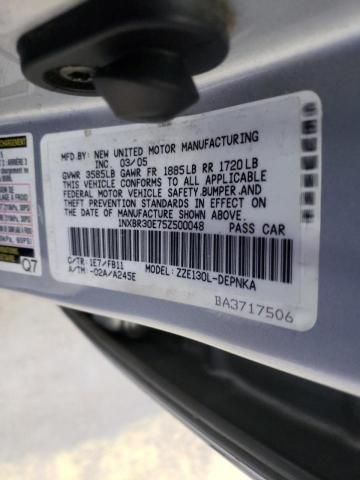 MFD.BY: NEW UNITED MOTOR MANUFACTURING
INC. 03/05
GVWR 3585LB GAWR FR 1885LB RR 1720LB
THIS VEHICLE CONFORMS TO ALL APPLICABLE
FEDERAL MOTOR VEHICLE SAFETY,BUMPER,AND
THEFT PREVENTION STANDARDS IN EFFECT ON
THE DATE OF MANUFACTURE SHOWN ABOVE.
1NXBR30E75Z500048 PASS CAR
C/TR: 1E7/FB11
A/TM: -02A/A245E MODEL: ZZE130L-DEPNKA
BA3717506
Q7